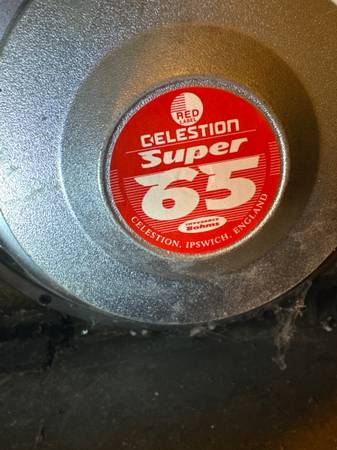 RED
LABEL
CELESTION
Super
65
IMPEDANCE
8ohms
CELESTION, IPSWICH, ENGLAND